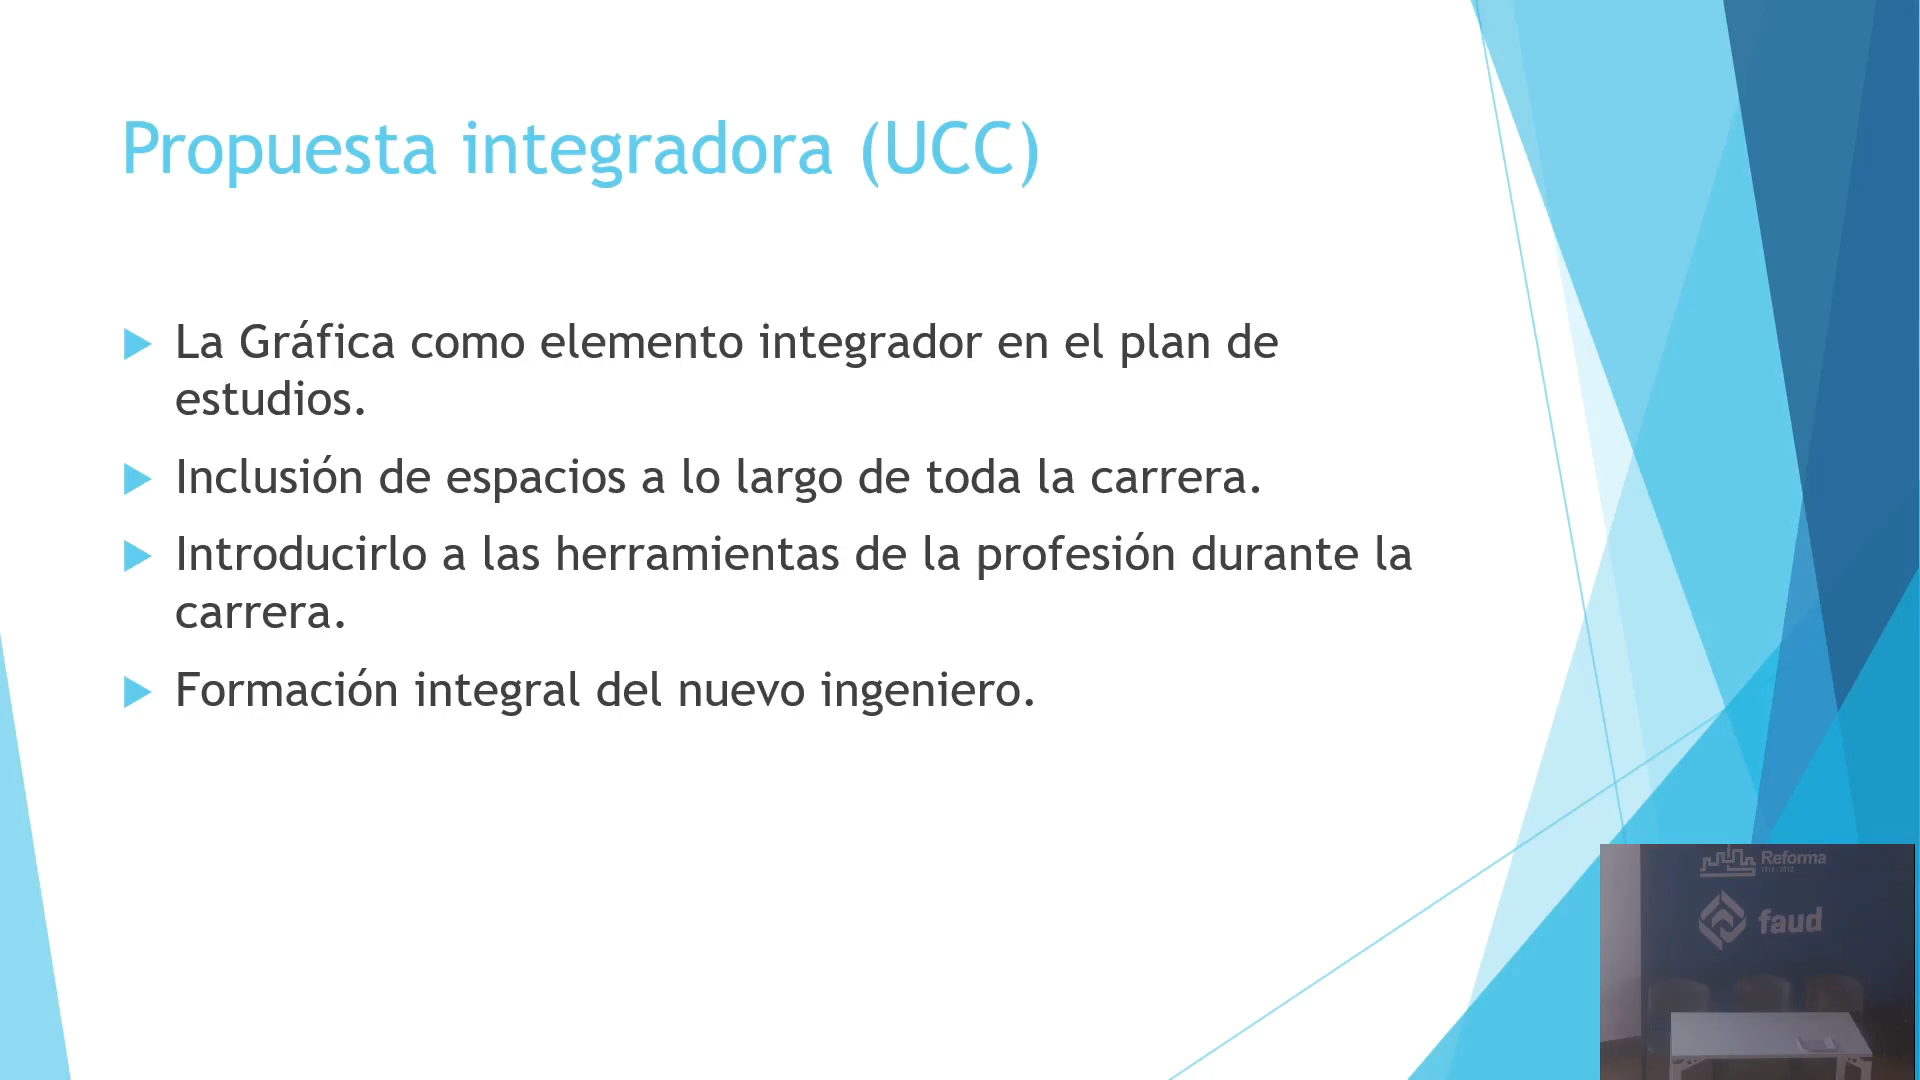 Propuesta integradora (UCC)
La Gráfica como elemento integrador en el plan de
estudios.
Inclusión de espacios a lo largo de toda la carrera.
Introducirlo a las herramientas de la profesión durante la
carrera.
Formación integral del nuevo ingeniero.
Reforma
faud